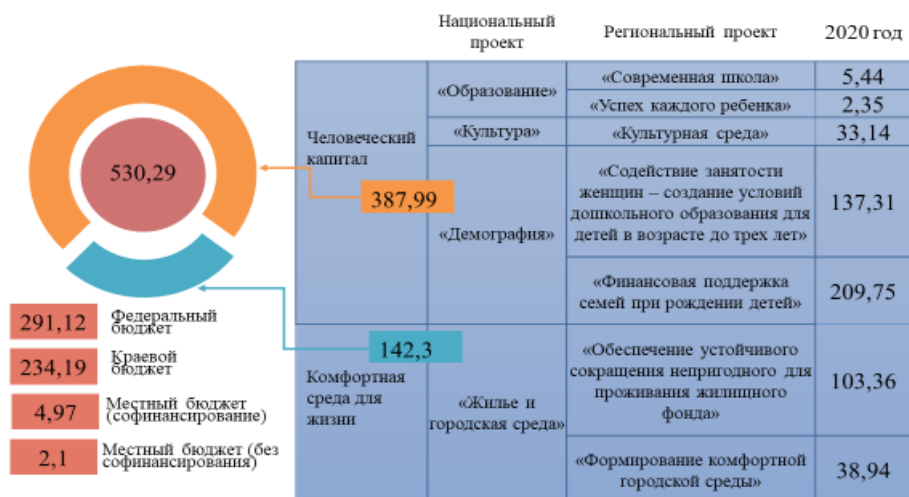 Национальный
проект
Региональный проект
2020 год
Человеческий
капитал
«Образование»
«Современная школа»
5,44
«Успех каждого ребенка»
2,35
«Культура»
«Культурная среда»
33,14
530,29
387,99
«Демография»
«Содействие занятости
женщин – создание условий
дошкольного образования для
детей в возрасте до трех лет»
137,31
«Финансовая поддержка
семей при рождении детей»
209,75
142,3
Комфортная
среда для
жизни
«Жилье и
городская среда»
«Обеспечение устойчивого
сокращения непригодного для
проживания жилищного
фонда»
103,36
«Формирование комфортной
городской среды»
38,94
291,12
Федеральный
бюджет
234,19
Краевой
бюджет
4,97
Местный бюджет
(софинансирование)
2,1
Местный бюджет (без
софинансирования)